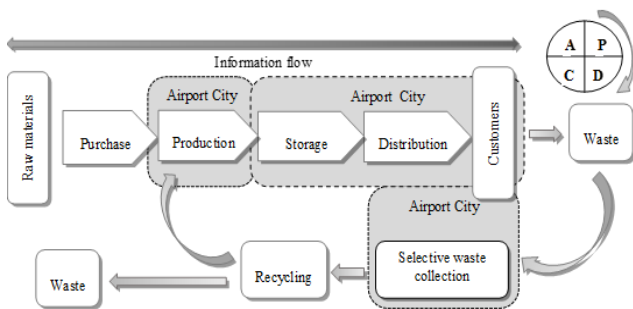 Information flow
A P
C D
Airport City
Airport City
Raw materials
Purchase
Production
Storage
Distribution
Customers
Waste
Airport City
Selective waste
collection
Recycling
Waste